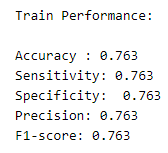 Train Performance:
Accuracy : 0.763
Sensitivity: 0.763
Specificity:  0.763
Precision: 0.763
F1-score: 0.763